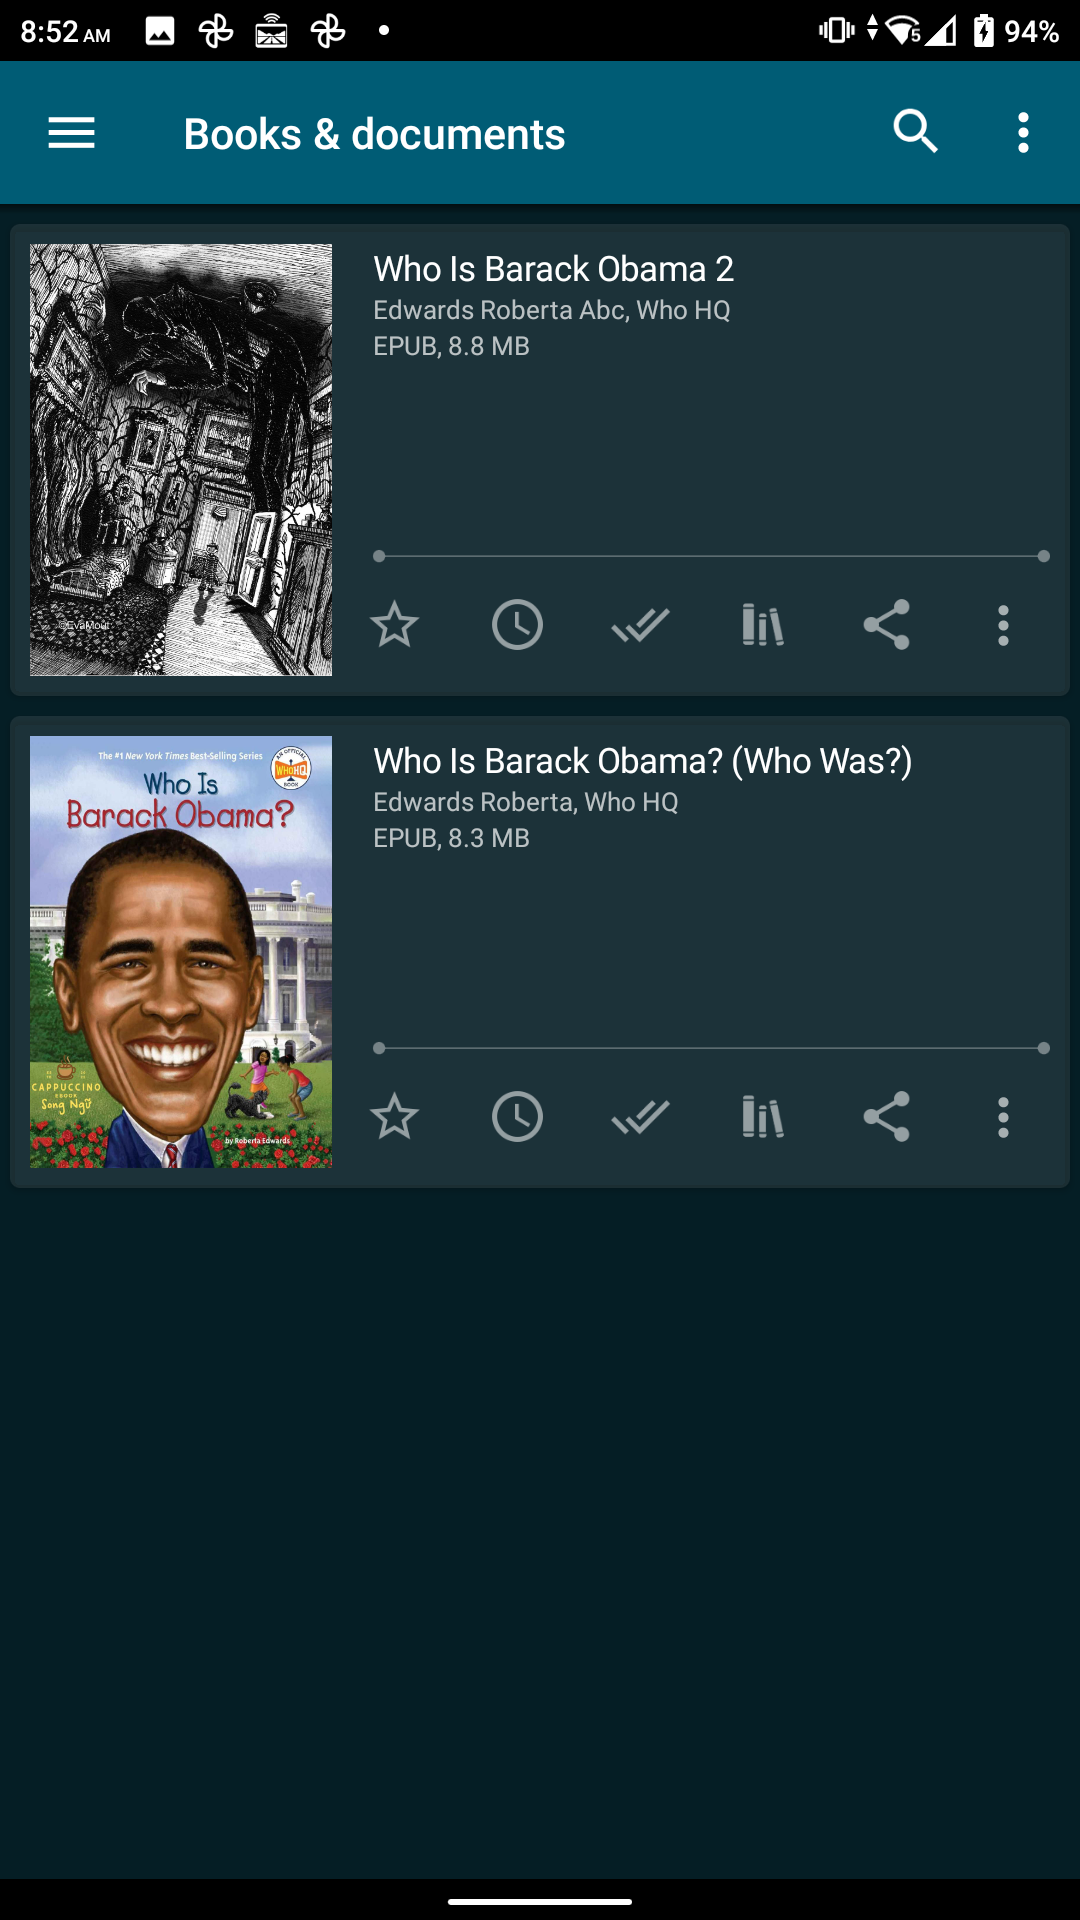 8:52 AM
5
94%
Books & documents
Who Is Barack Obama 2
Edwards Roberta Abc, Who HQ
EPUB, 8.8 MB
©EvaMout
Who Is Barack Obama? (Who Was?)
Edwards Roberta, Who HQ
EPUB, 8.3 MB
The #1 New York Times Best-Selling Series
AN OFFICIAL
WHO HQ
BOOK
Who Is
Barack Obama?
CAPPUCCINO
EBOOK
Song Ngữ
by Roberta Edwards